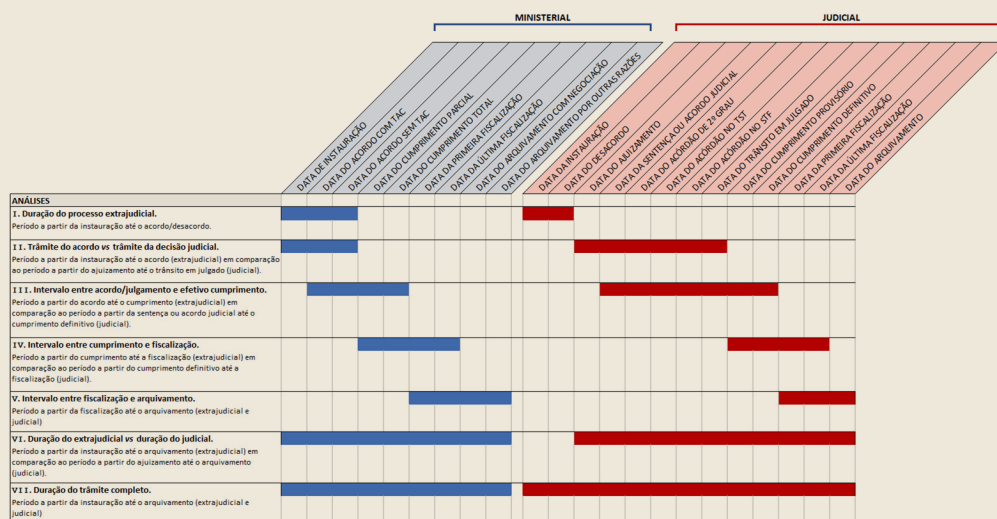 MINISTERIAL
JUDICIAL
DATA DE INSTAURAÇÃO
DATA DO ACORDO COM TAC
DATA DO ACORDO SEM TAC
DATA DO CUMPRIMENTO PARCIAL
DATA DO CUMPRIMENTO TOTAL
DATA DA PRIMEIRA FISCALIZAÇÃO
DATA DA ÚLTIMA FISCALIZAÇÃO
DATA DO ARQUIVAMENTO COM NEGOCIAÇÃO
DATA DO ARQUIVAMENTO POR OUTRAS RAZÕES
DATA DA INSTAURAÇÃO
DATA DO DESACORDO
DATA DO AJUIZAMENTO
DATA DA SENTENÇA OU ACORDO JUDICIAL
DATA DO ACÓRDÃO DE 2º GRAU
DATA DO ACÓRDÃO NO TST
DATA DO ACÓRDÃO NO STF
DATA DO TRÂNSITO EM JULGADO
DATA DO CUMPRIMENTO PROVISÓRIO
DATA DO CUMPRIMENTO DEFINITIVO
DATA DA PRIMEIRA FISCALIZAÇÃO
DATA DA ÚLTIMA FISCALIZAÇÃO
DATA DO ARQUIVAMENTO
ANÁLISES
I. Duração do processo extrajudicial.
Período a partir da instauração até o acordo/desacordo.
II. Trâmite do acordo vs trâmite da decisão judicial.
Período a partir da instauração até o acordo (extrajudicial) em comparação
ao período a partir do ajuizamento até o trânsito em julgado (judicial).
III. Intervalo entre acordo/julgamento e efetivo cumprimento.
Período a partir do acordo até o cumprimento (extrajudicial) em
comparação ao período a partir da sentença ou acordo judicial até o
cumprimento definitivo (judicial).
IV. Intervalo entre cumprimento e fiscalização.
Período a partir do cumprimento até a fiscalização (extrajudicial) em
comparação ao período a partir do cumprimento definitivo até a
fiscalização (judicial).
V. Intervalo entre fiscalização e arquivamento.
Período a partir da fiscalização até o arquivamento (extrajudicial e
judicial)
VI. Duração do extrajudicial vs duração do judicial.
Período a partir da instauração até o arquivamento (extrajudicial) em
comparação ao período a partir do ajuizamento até o arquivamento
(judicial).
VII. Duração do trâmite completo.
Período a partir da instauração até o arquivamento (extrajudicial e
judicial)